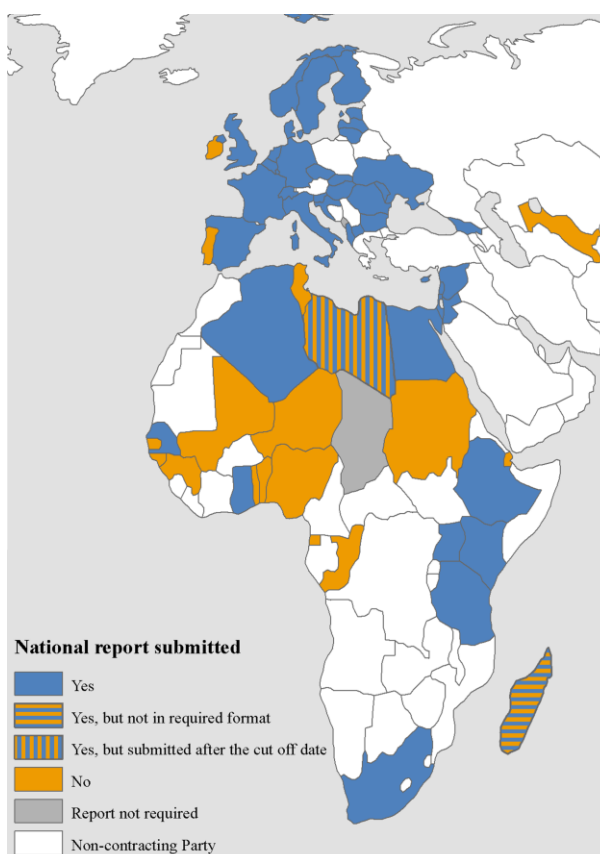 National report submitted
Yes
Yes, but not in required format
Yes, but submitted after the cut off date
No
Report not required
Non-contracting Party